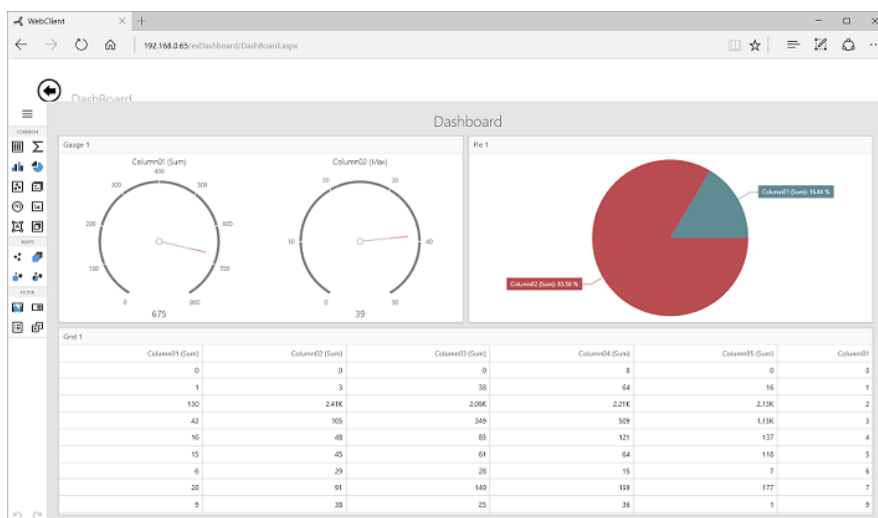 WebClient
192.168.0.65/esDashboard/DashBoard.aspx
DashBoard
Dashboard
COMMON
MAPS
FILTER
Gauge 1
Column01 (Sum)
400
300
500
200
600
100
700
0
800
675
Column02 (Max)
20
30
10
40
0
50
39
Pie 1
Column01 (Sum): 16.44 %
Column02 (Sum): 83.56 %
Grid 1
Column01 (Sum) Column02 (Sum) Column03 (Sum) Column04 (Sum) Column05 (Sum) Column01
0 0 0 8 0 0
1 3 38 64 16 1
130 2.41K 2.06K 2.21K 2.13K 2
42 105 349 509 1.15K 3
16 48 83 121 137 4
15 45 61 64 118 5
6 29 28 15 7 6
28 91 140 159 177 7
9 38 25 36 1 9